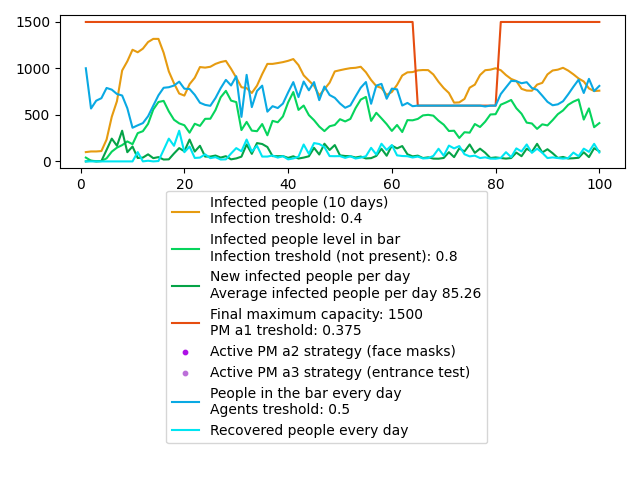 1500
1000
500
0
0
20
40
60
80
100
Infected people (10 days)
Infection treshold: 0.4
Infected people level in bar
Infection treshold (not present): 0.8
New infected people per day
Average infected people per day 85.26
Final maximum capacity: 1500
PM a1 treshold: 0.375
Active PM a2 strategy (face masks)
Active PM a3 strategy (entrance test)
People in the bar every day
Agents treshold: 0.5
Recovered people every day